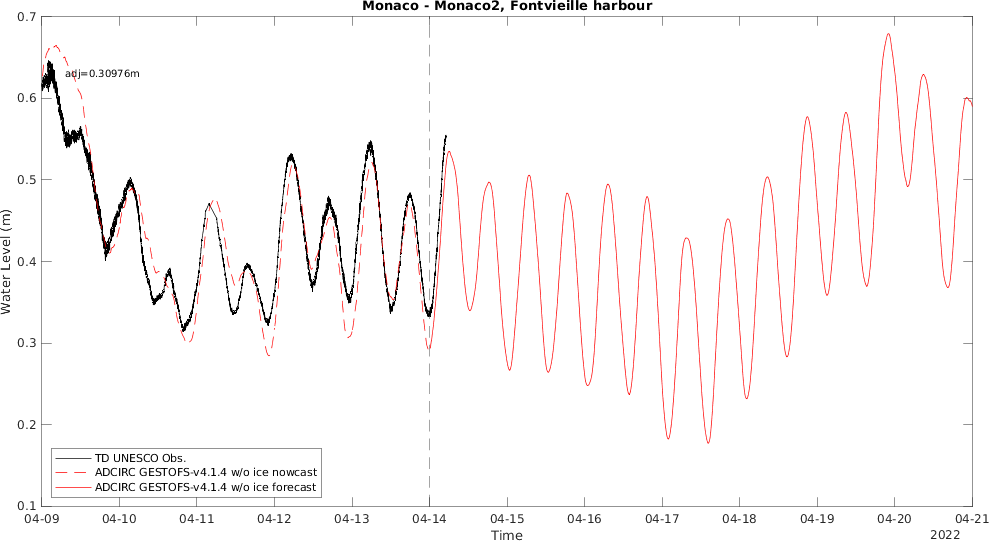 Monaco - Monaco2, Fontvieille harbour
0.7
0.6
0.5
0.4
0.3
0.2
0.1
Water Level (m)
adj=0.30976m
TD UNESCO Obs.
ADCIRC GESTOFS-v4.1.4 w/o ice nowcast
ADCIRC GESTOFS-v4.1.4 w/o ice forecast
04-09 04-10 04-11 04-12 04-13 04-14 04-15 04-16 04-17 04-18 04-19 04-20 04-21
Time
2022